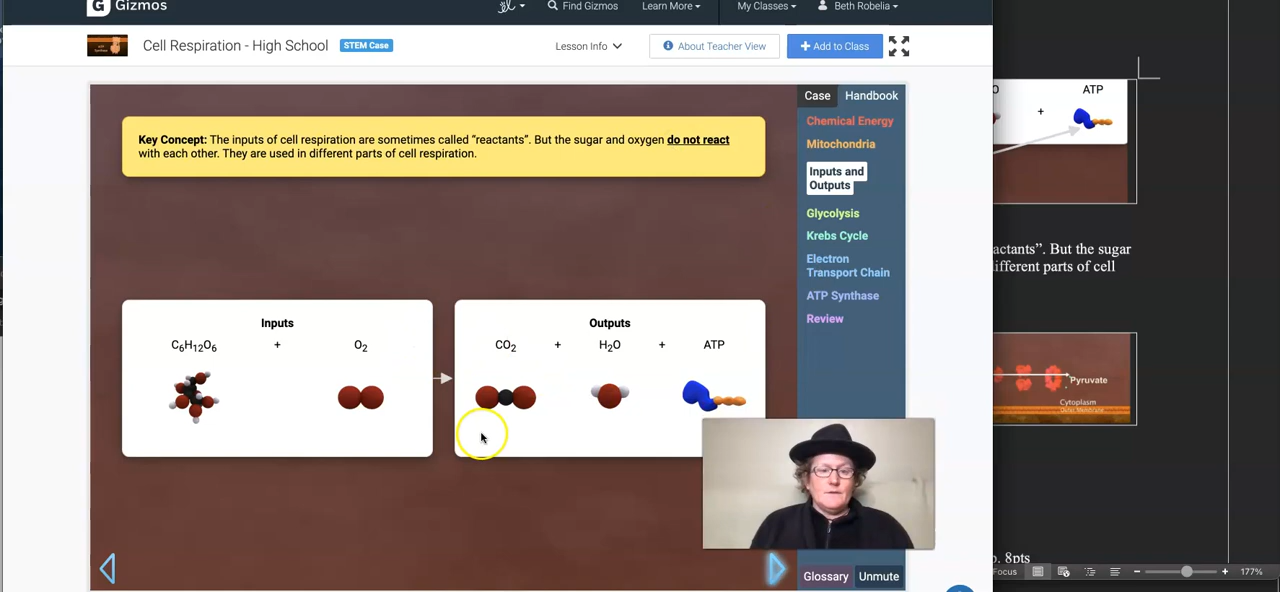 G Gizmos
Find Gizmos
Learn More
My Classes
Beth Robelia
Cell Respiration - High School
STEM Case
Lesson Info
About Teacher View
+ Add to Class
Key Concept: The inputs of cell respiration are sometimes called “reactants”. But the sugar and oxygen do not react
with each other. They are used in different parts of cell respiration.
Inputs
C6H12O6 + O2
Outputs
CO2 + H2O + ATP
Case
Handbook
Chemical Energy
Mitochondria
Inputs and
Outputs
Glycolysis
Krebs Cycle
Electron
Transport Chain
ATP Synthase
Review
Glossary
Unmute
O
+
ATP
actants”. But the sugar
ifferent parts of cell
Pyruvate
Cytoplasm
Outer Membrane
p. 8pts
Focus
− + 177%